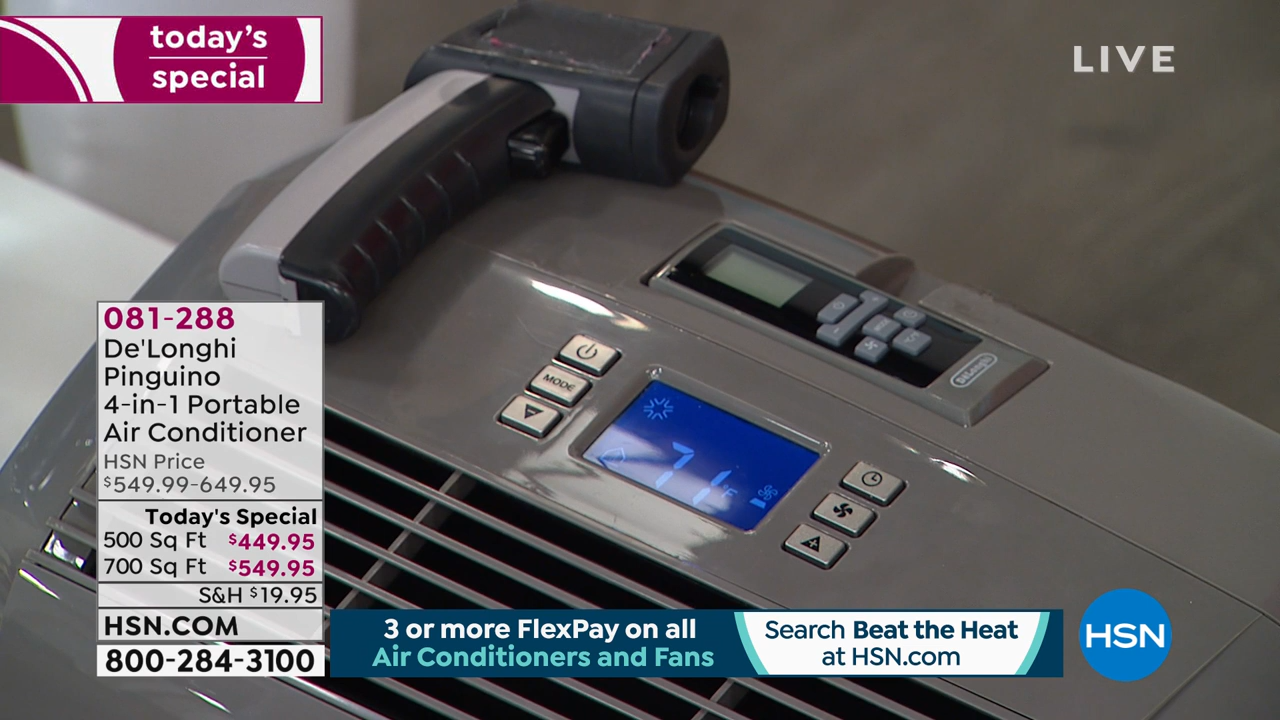 today's
special
LIVE
081-288
De'Longhi
Pinguino
4-in-1 Portable
Air Conditioner
HSN Price
$549.99-649.95
Today's Special
500 Sq Ft $449.95
700 Sq Ft $549.95
S&H $19.95
HSN.COM
800-284-3100
MODE
71°F
DeLonghi
3 or more FlexPay on all
Air Conditioners and Fans
Search Beat the Heat
at HSN.com
HSN